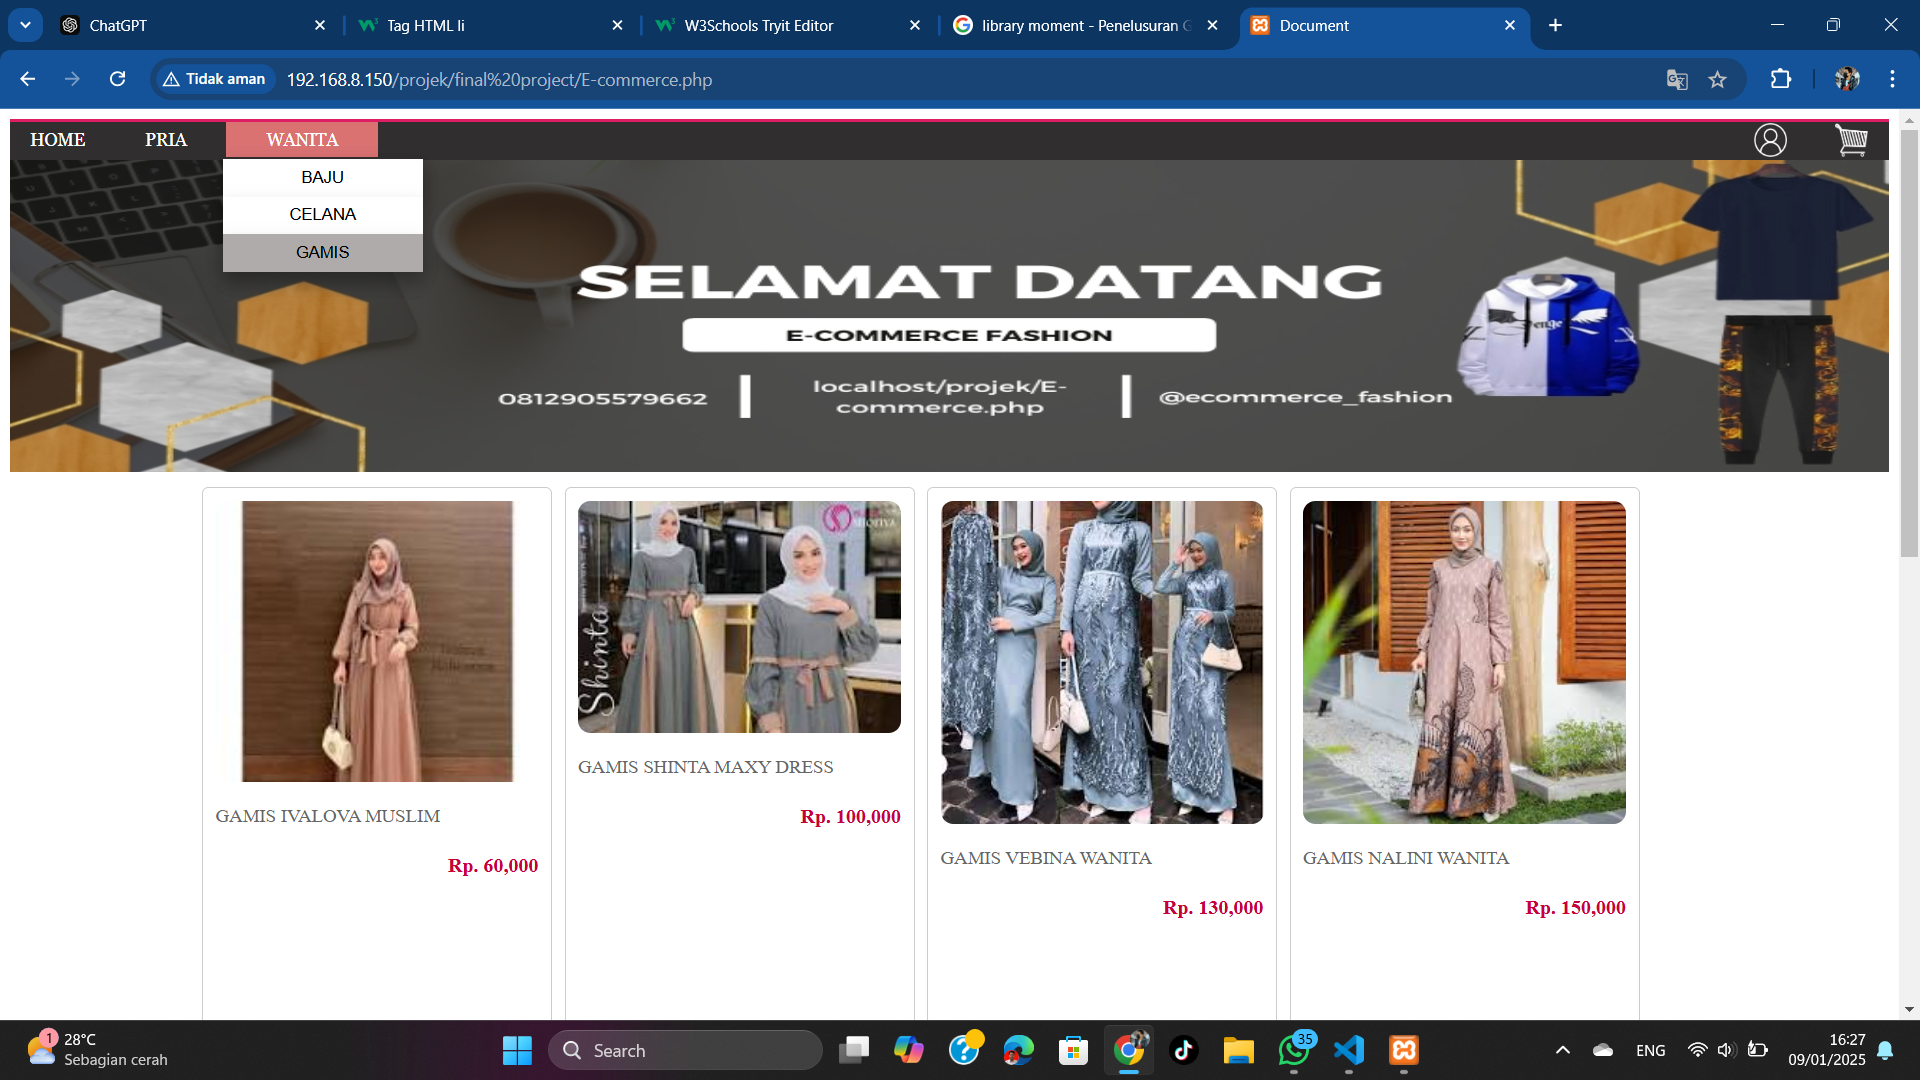 ChatGPT
Tag HTML li
W3Schools Tryit Editor
library moment - Penelusuran G
Document
Tidak aman
192.168.8.150/projek/final%20project/E-commerce.php
HOME
PRIA
WANITA
BAJU
CELANA
GAMIS
SELAMAT DATANG
E-COMMERCE FASHION
0812905579662
localhost/projek/E-
commerce.php
@ecommerce_fashion
Shinta
GAMIS IVALOVA MUSLIM
Rp. 60,000
GAMIS SHINTA MAXY DRESS
Rp. 100,000
GAMIS VEBINA WANITA
Rp. 130,000
GAMIS NALINI WANITA
Rp. 150,000
1
28°C
Sebagian cerah
Search
35
ENG
16:27
09/01/2025